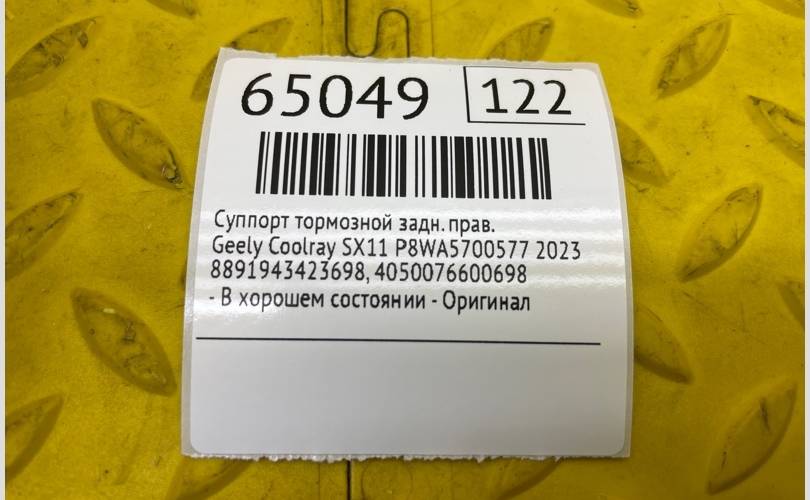 65049
122
Суппорт тормозной задн. прав.
Geely Coolray SX11 P8WA5700577 2023
8891943423698, 4050076600698
- В хорошем состоянии - Оригинал